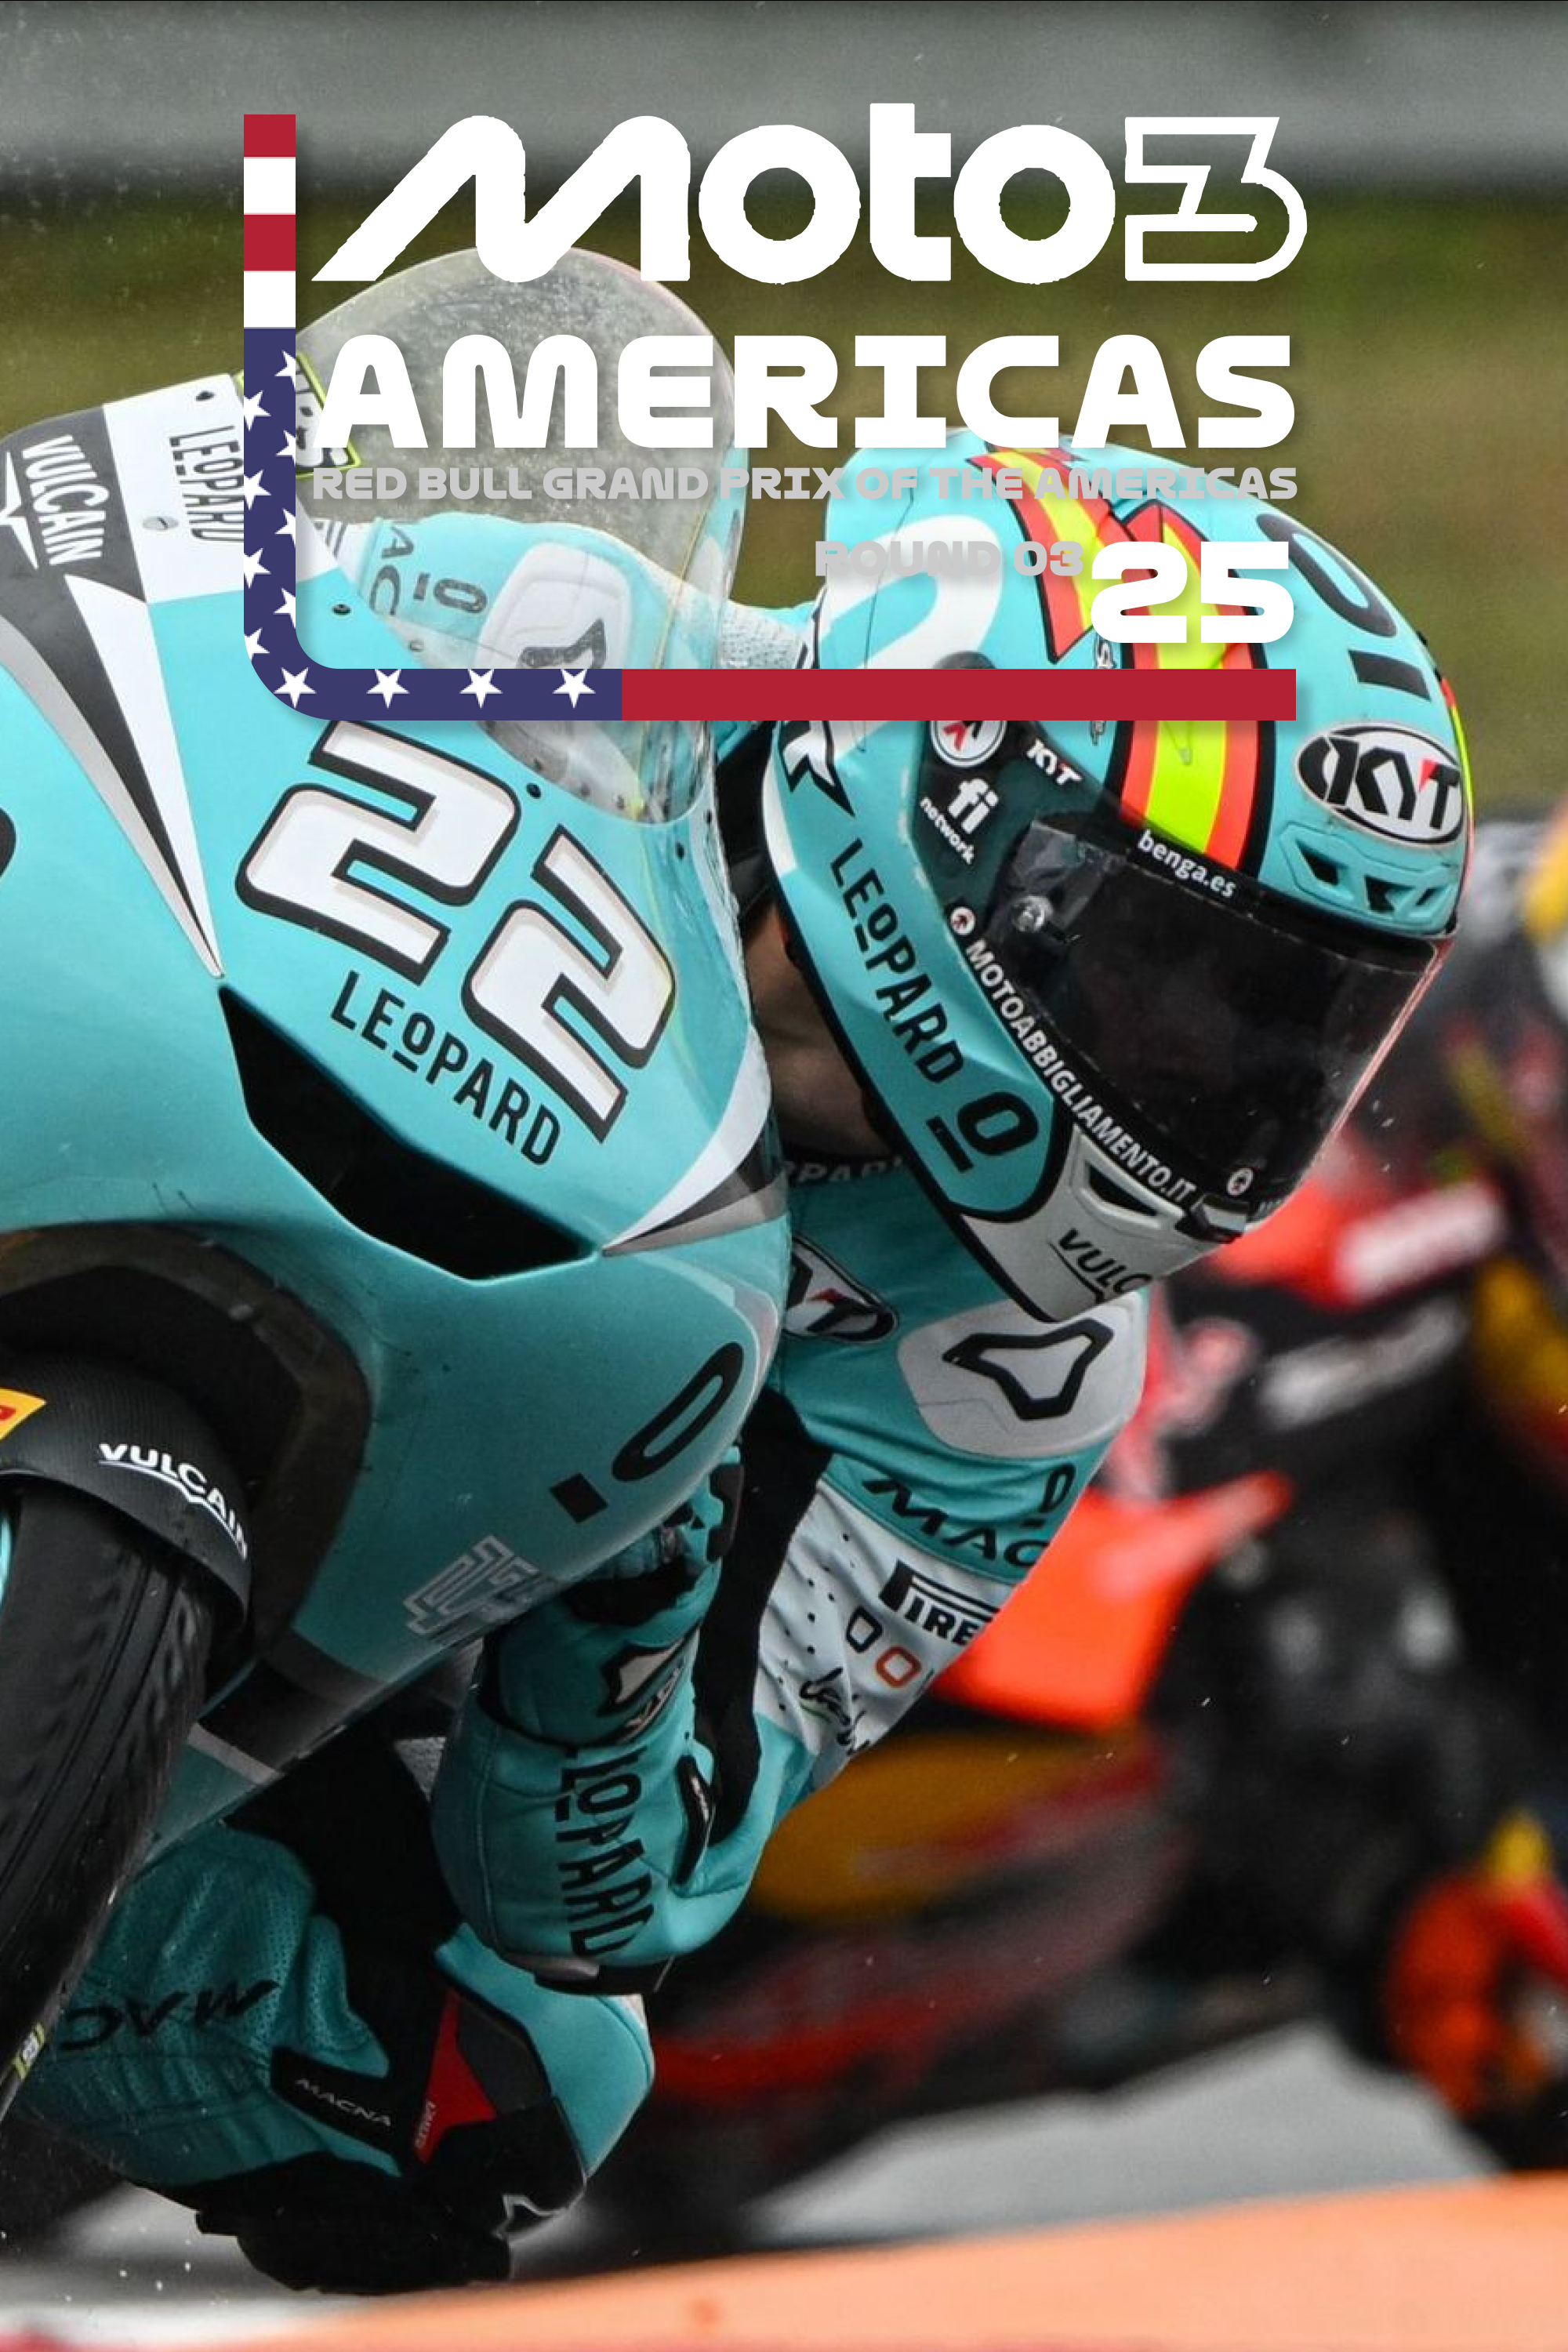 Moto3
AMERICAS
RED BULL GRAND PRIX OF THE AMERICAS
ROUND 03
25
VULCAIN
LEOPARD
22
LEOPARD
KYT
fi
network
benga.es
KYT
LEOPARD
MOTOABBIGLIAMENTO.IT
VULC
VULCAIN
MAC
PIRE
LEOPARD
MACNA